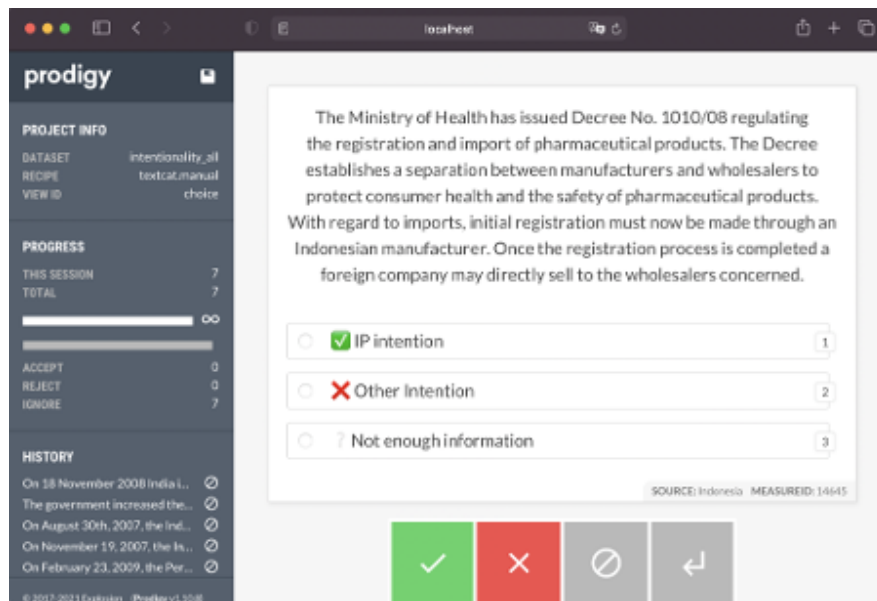 localhost
prodigy
PROJECT INFO
DATASET intentionality_all
RECIPE textcat.manual
VIEW ID choice
PROGRESS
THIS SESSION 7
TOTAL 7
∞
ACCEPT 0
REJECT 0
IGNORE 7
HISTORY
On 18 November 2008 India i...
The government increased the...
On August 30th, 2007, the Ind...
On November 19, 2007, the In...
On February 23, 2009, the Per...
© 2017-2021 Explosion
The Ministry of Health has issued Decree No. 1010/08 regulating
the registration and import of pharmaceutical products. The Decree
establishes a separation between manufacturers and wholesalers to
protect consumer health and the safety of pharmaceutical products.
With regard to imports, initial registration must now be made through an
Indonesian manufacturer. Once the registration process is completed a
foreign company may directly sell to the wholesalers concerned.
✅ IP intention 1
❌ Other Intention 2
❔ Not enough information 3
SOURCE: Indonesia MEASUREID: 14645